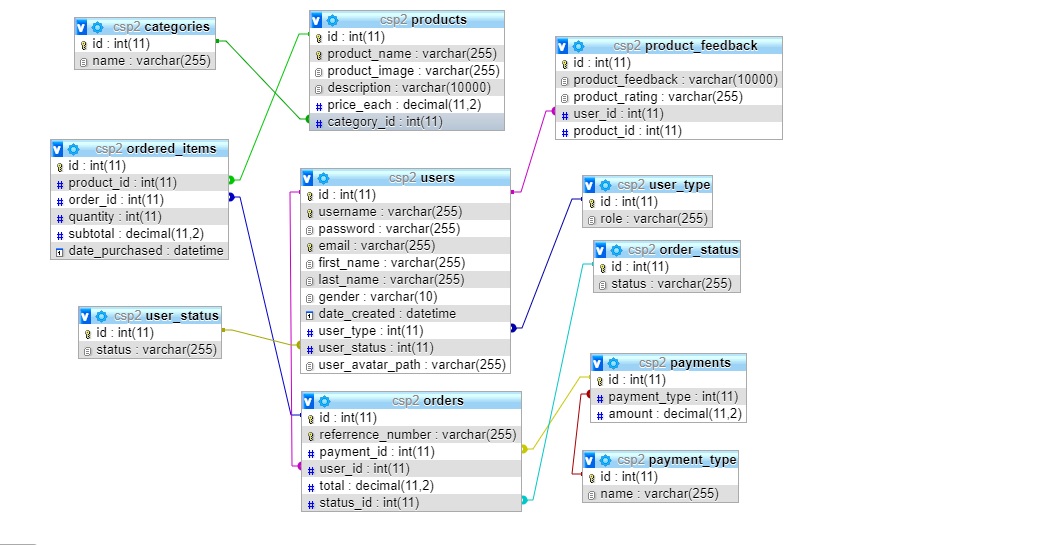 csp2 categories
id : int(11)
name : varchar(255)
csp2 products
id : int(11)
product_name : varchar(255)
product_image : varchar(255)
description : varchar(10000)
price_each : decimal(11,2)
category_id : int(11)
csp2 product_feedback
id : int(11)
product_feedback : varchar(10000)
product_rating : varchar(255)
user_id : int(11)
product_id : int(11)
csp2 ordered_items
id : int(11)
product_id : int(11)
order_id : int(11)
quantity : int(11)
subtotal : decimal(11,2)
date_purchased : datetime
csp2 users
id : int(11)
username : varchar(255)
password : varchar(255)
email : varchar(255)
first_name : varchar(255)
last_name : varchar(255)
gender : varchar(10)
date_created : datetime
user_type : int(11)
user_status : int(11)
user_avatar_path : varchar(255)
csp2 user_type
id : int(11)
role : varchar(255)
csp2 order_status
id : int(11)
status : varchar(255)
csp2 user_status
id : int(11)
status : varchar(255)
csp2 orders
id : int(11)
referrence_number : varchar(255)
payment_id : int(11)
user_id : int(11)
total : decimal(11,2)
status_id : int(11)
csp2 payments
id : int(11)
payment_type : int(11)
amount : decimal(11,2)
csp2 payment_type
id : int(11)
name : varchar(255)